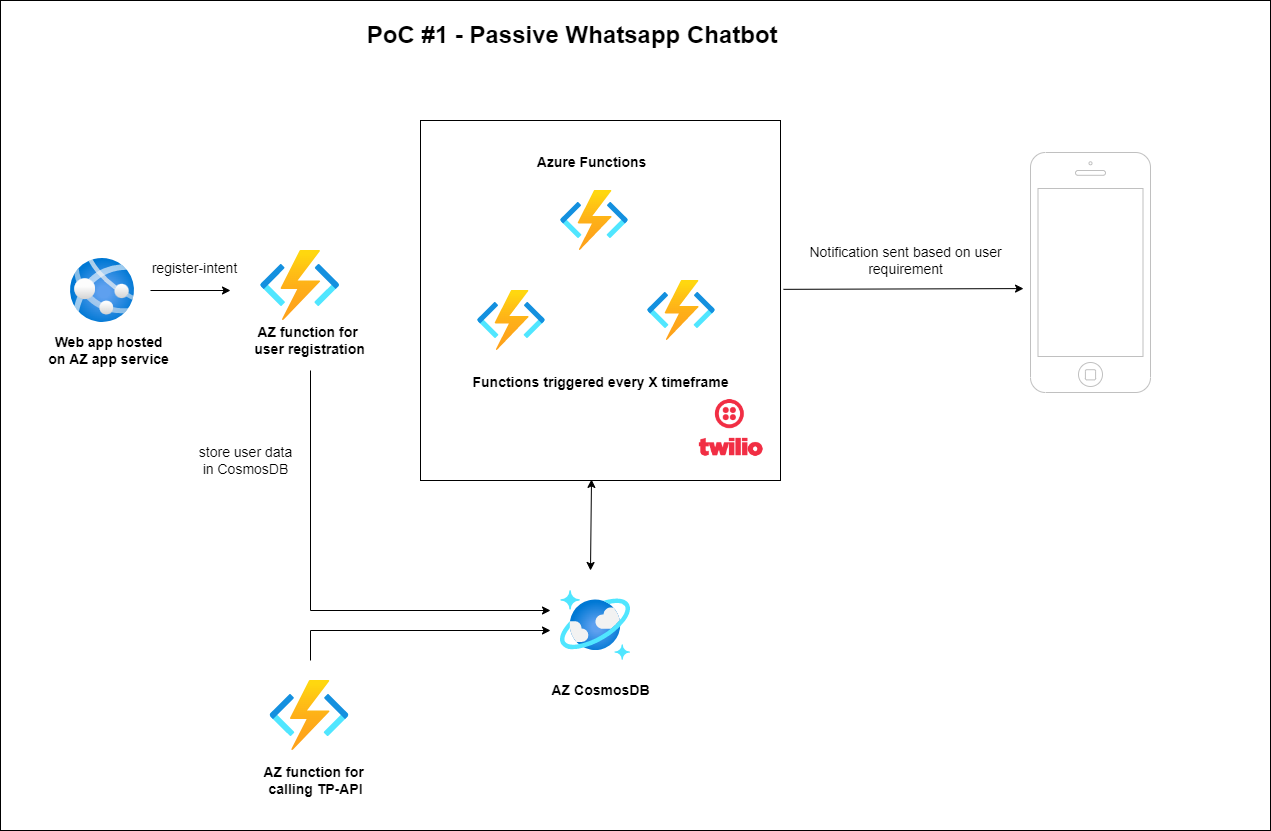 PoC #1 - Passive Whatsapp Chatbot
Azure Functions
register-intent
Notification sent based on user
requirement
AZ function for
user registration
Web app hosted
on AZ app service
Functions triggered every X timeframe
twilio
store user data
in CosmosDB
AZ CosmosDB
AZ function for
calling TP-API